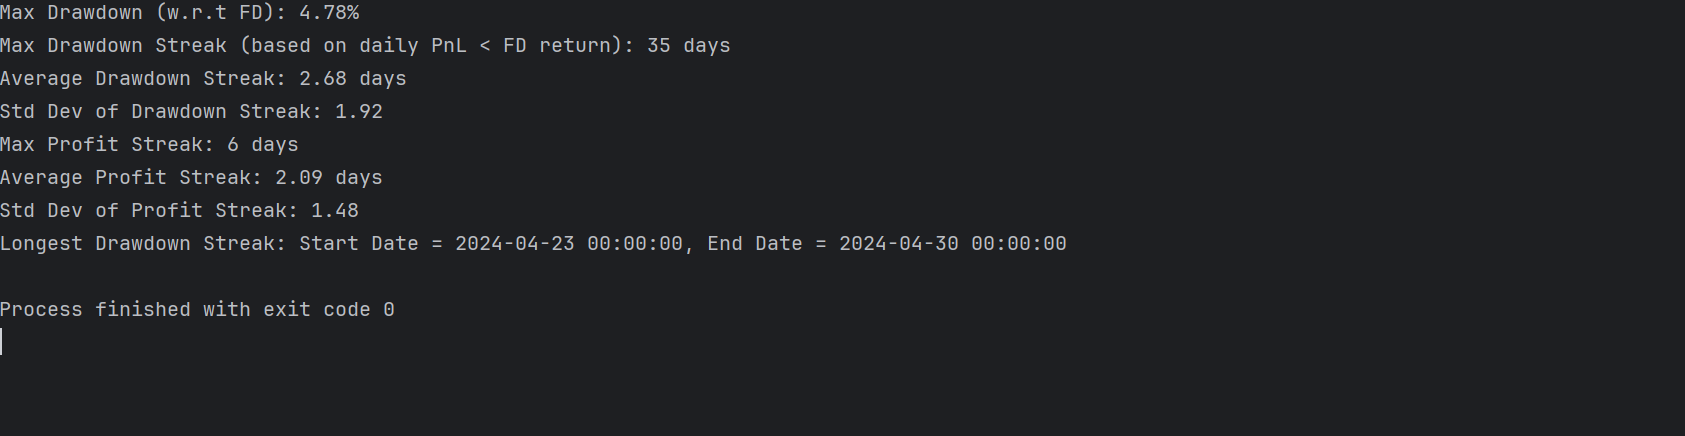 Max Drawdown (w.r.t FD): 4.78%
Max Drawdown Streak (based on daily PnL < FD return): 35 days
Average Drawdown Streak: 2.68 days
Std Dev of Drawdown Streak: 1.92
Max Profit Streak: 6 days
Average Profit Streak: 2.09 days
Std Dev of Profit Streak: 1.48
Longest Drawdown Streak: Start Date = 2024-04-23 00:00:00, End Date = 2024-04-30 00:00:00
Process finished with exit code 0